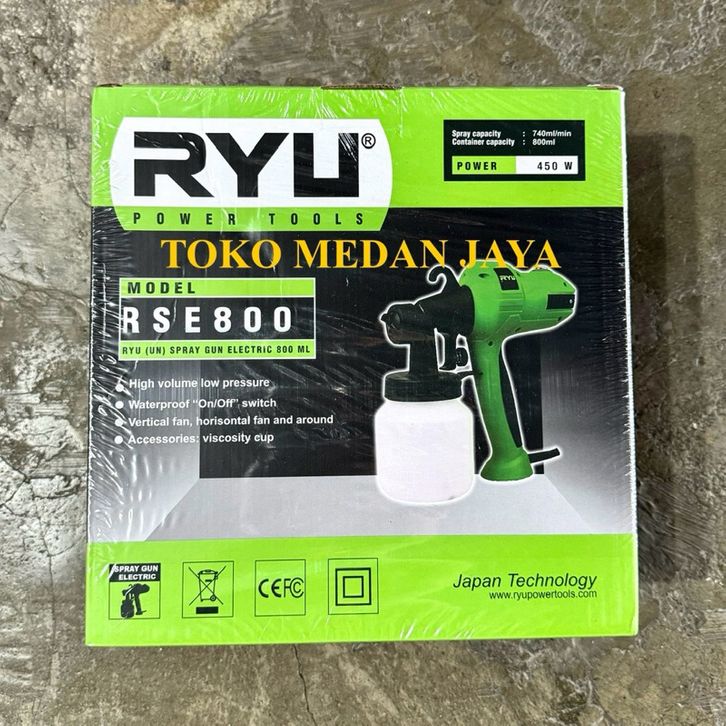 RYU®
POWER TOOLS
Spray capacity : 740ml/min
Container capacity : 800ml
POWER 450 W
TOKO MEDAN JAYA
MODEL
RSE800
RYU (UN) SPRAY GUN ELECTRIC 800 ML
RYU
High volume low pressure
Waterproof "On/Off" switch
Vertical fan, horisontal fan and around
Accessories: viscosity cup
SPRAY GUN
ELECTRIC
CE FC
Japan Technology
www.ryupowertools.com